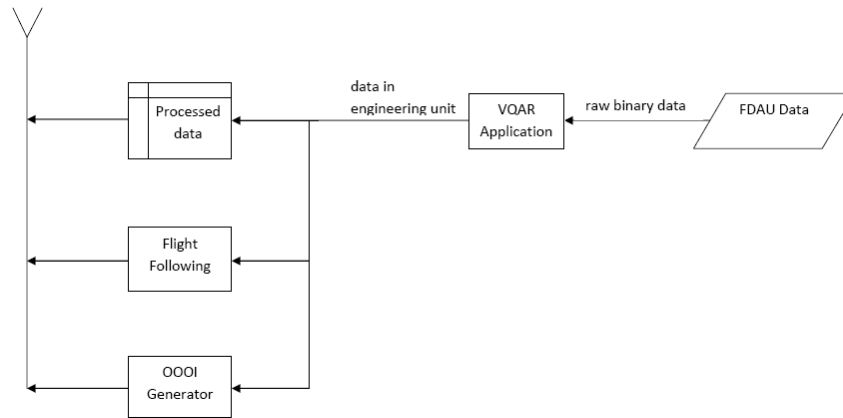 Processed
data
data in
engineering unit
VQAR
Application
raw binary data
FDAU Data
Flight
Following
OOOI
Generator